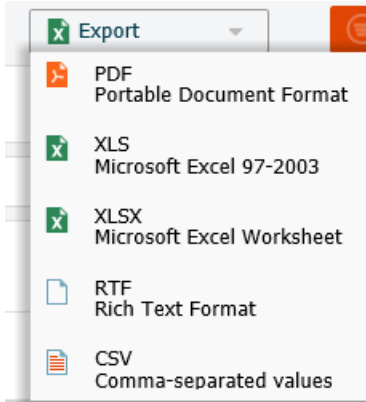 Export
PDF
Portable Document Format
XLS
Microsoft Excel 97-2003
XLSX
Microsoft Excel Worksheet
RTF
Rich Text Format
CSV
Comma-separated values